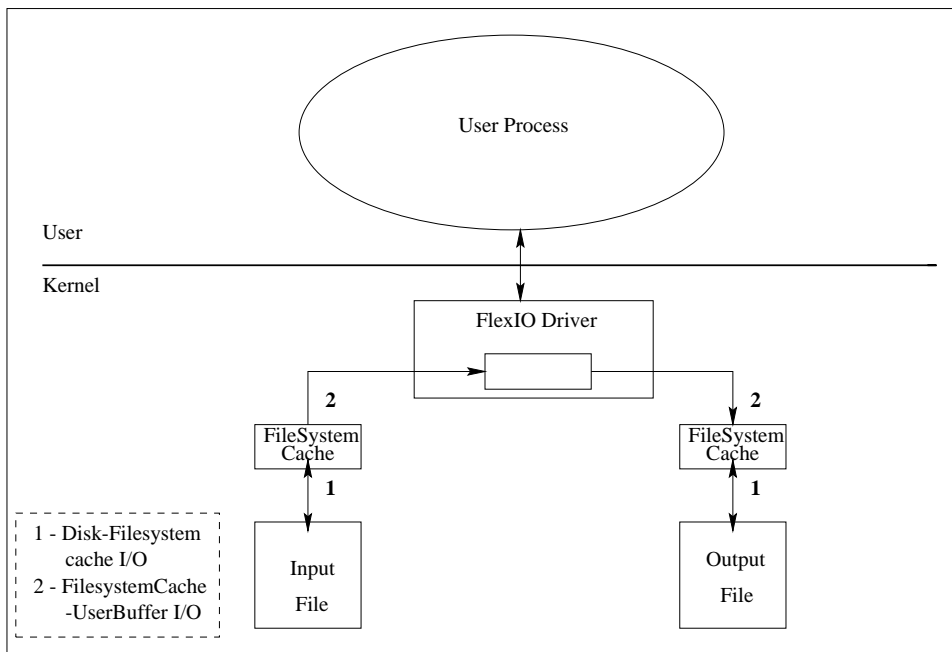 User Process
User
Kernel
FlexIO Driver
2
2
FileSystem
Cache
FileSystem
Cache
1
1
Input
File
Output
File
1 - Disk-Filesystem
cache I/O
2 - FilesystemCache
-UserBuffer I/O